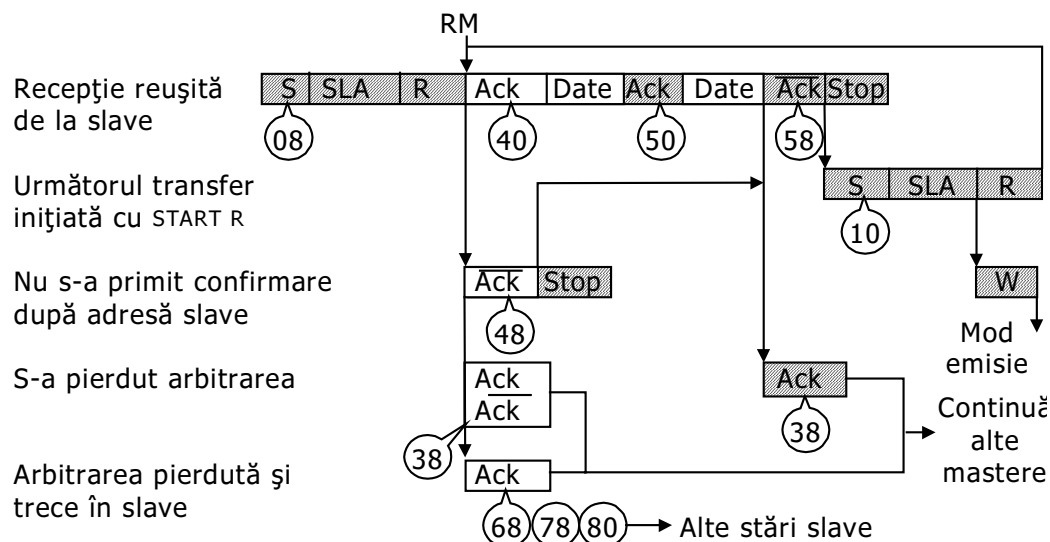 RM
Recepţie reuşită
de la slave
S SLA R Ack Date Ack Date Ack Stop
08 40 50 58
Următorul transfer
iniţiată cu START R
S SLA R
10
Nu s-a primit confirmare
după adresă slave
Ack Stop
W
48
Mod
emisie
S-a pierdut arbitrarea
Ack
Ack
Ack
38
38
Continuă
alte
mastere
Arbitrarea pierdută şi
trece în slave
Ack
68 78 80 Alte stări slave